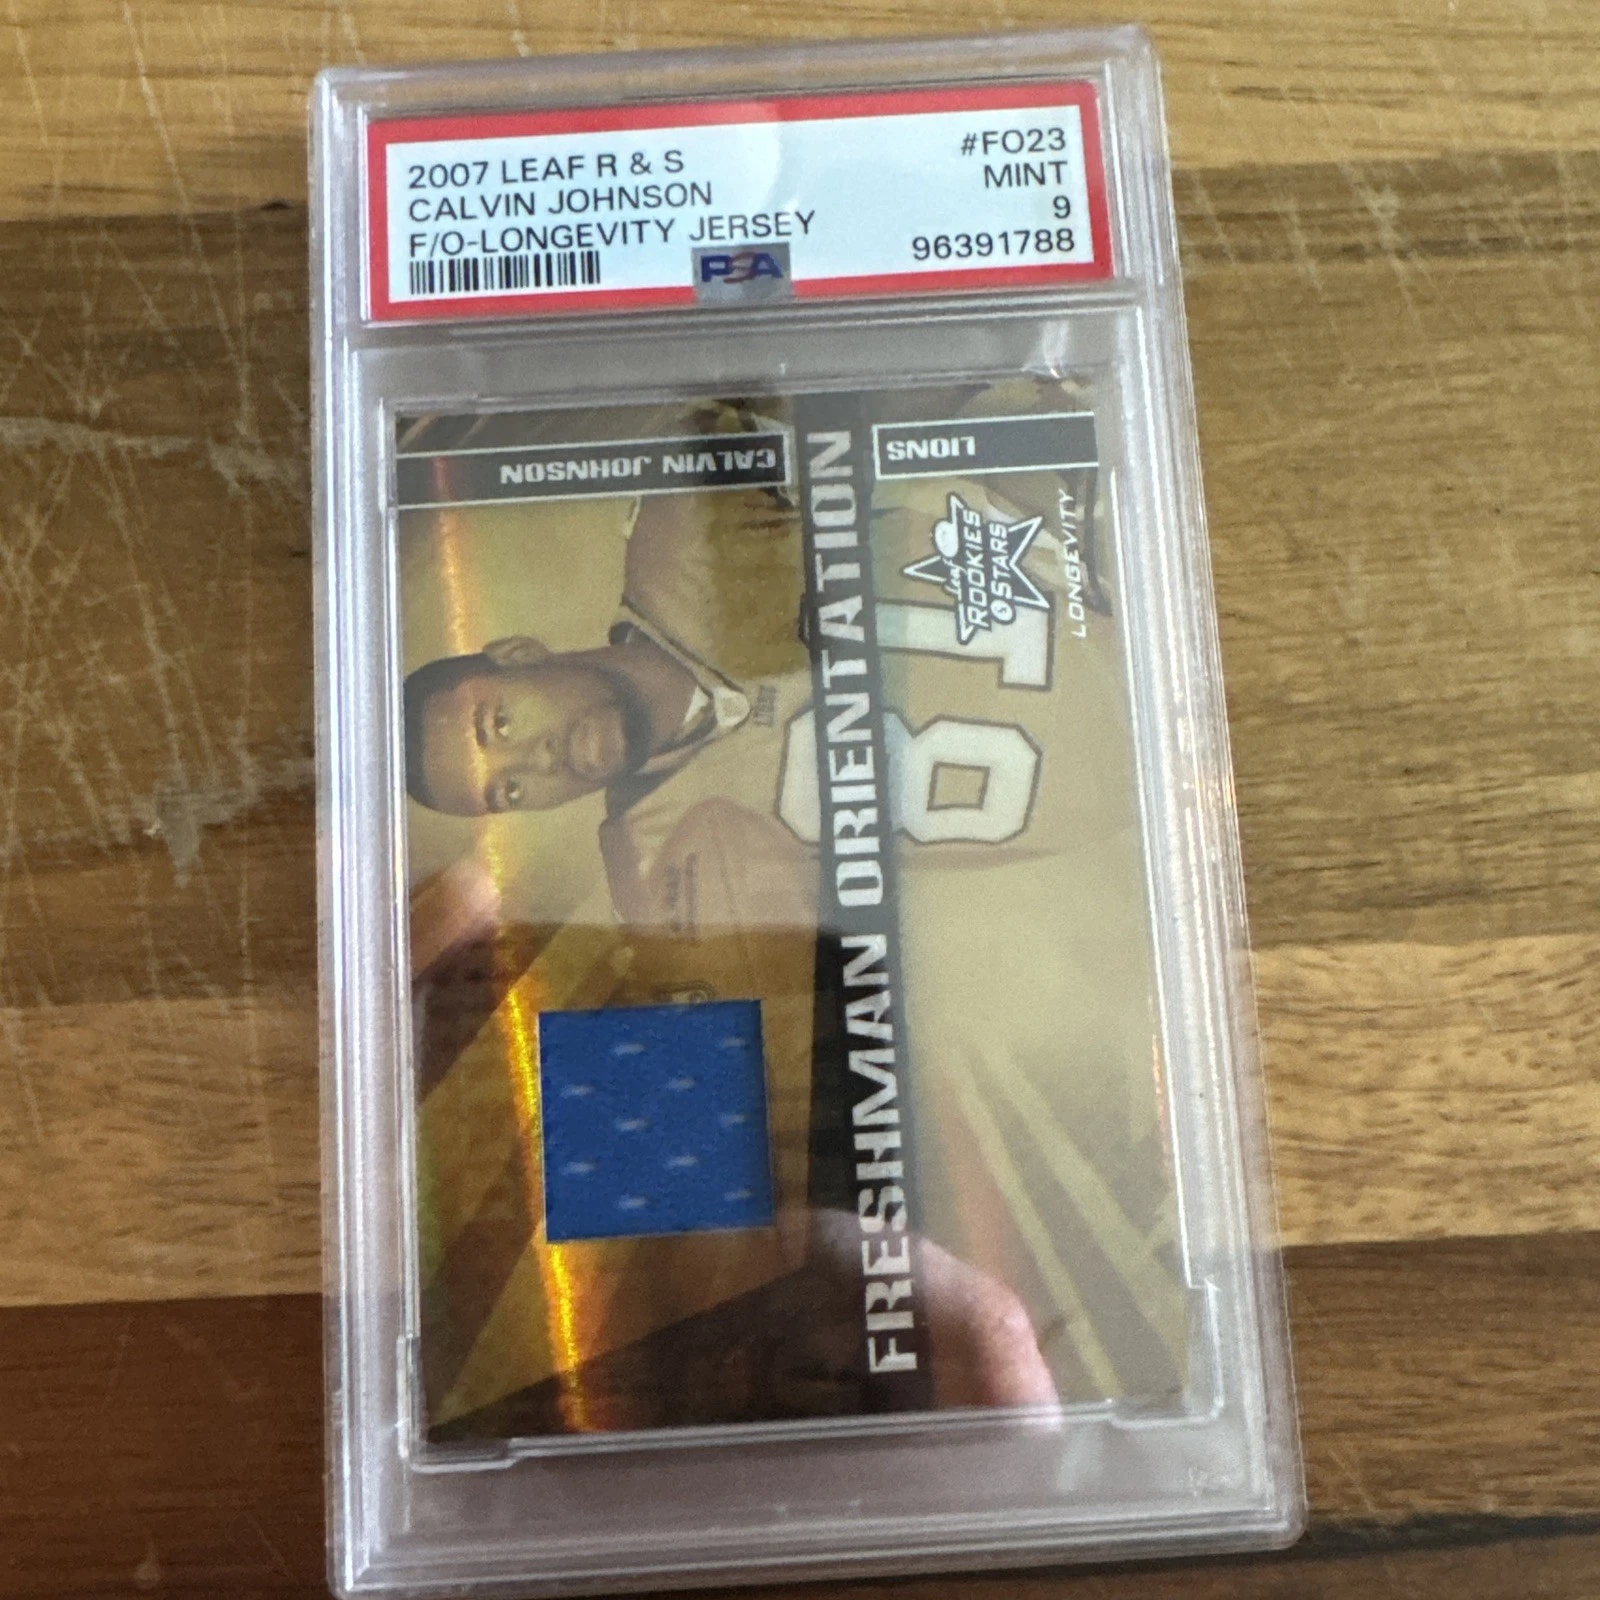 2007 LEAF R & S
CALVIN JOHNSON
F/O-LONGEVITY JERSEY
#FO23
MINT
9
96391788
PSA
CALVIN JOHNSON
LIONS
FRESHMAN ORIENTATION
Leaf
ROOKIES
& STARS
LONGEVITY
81